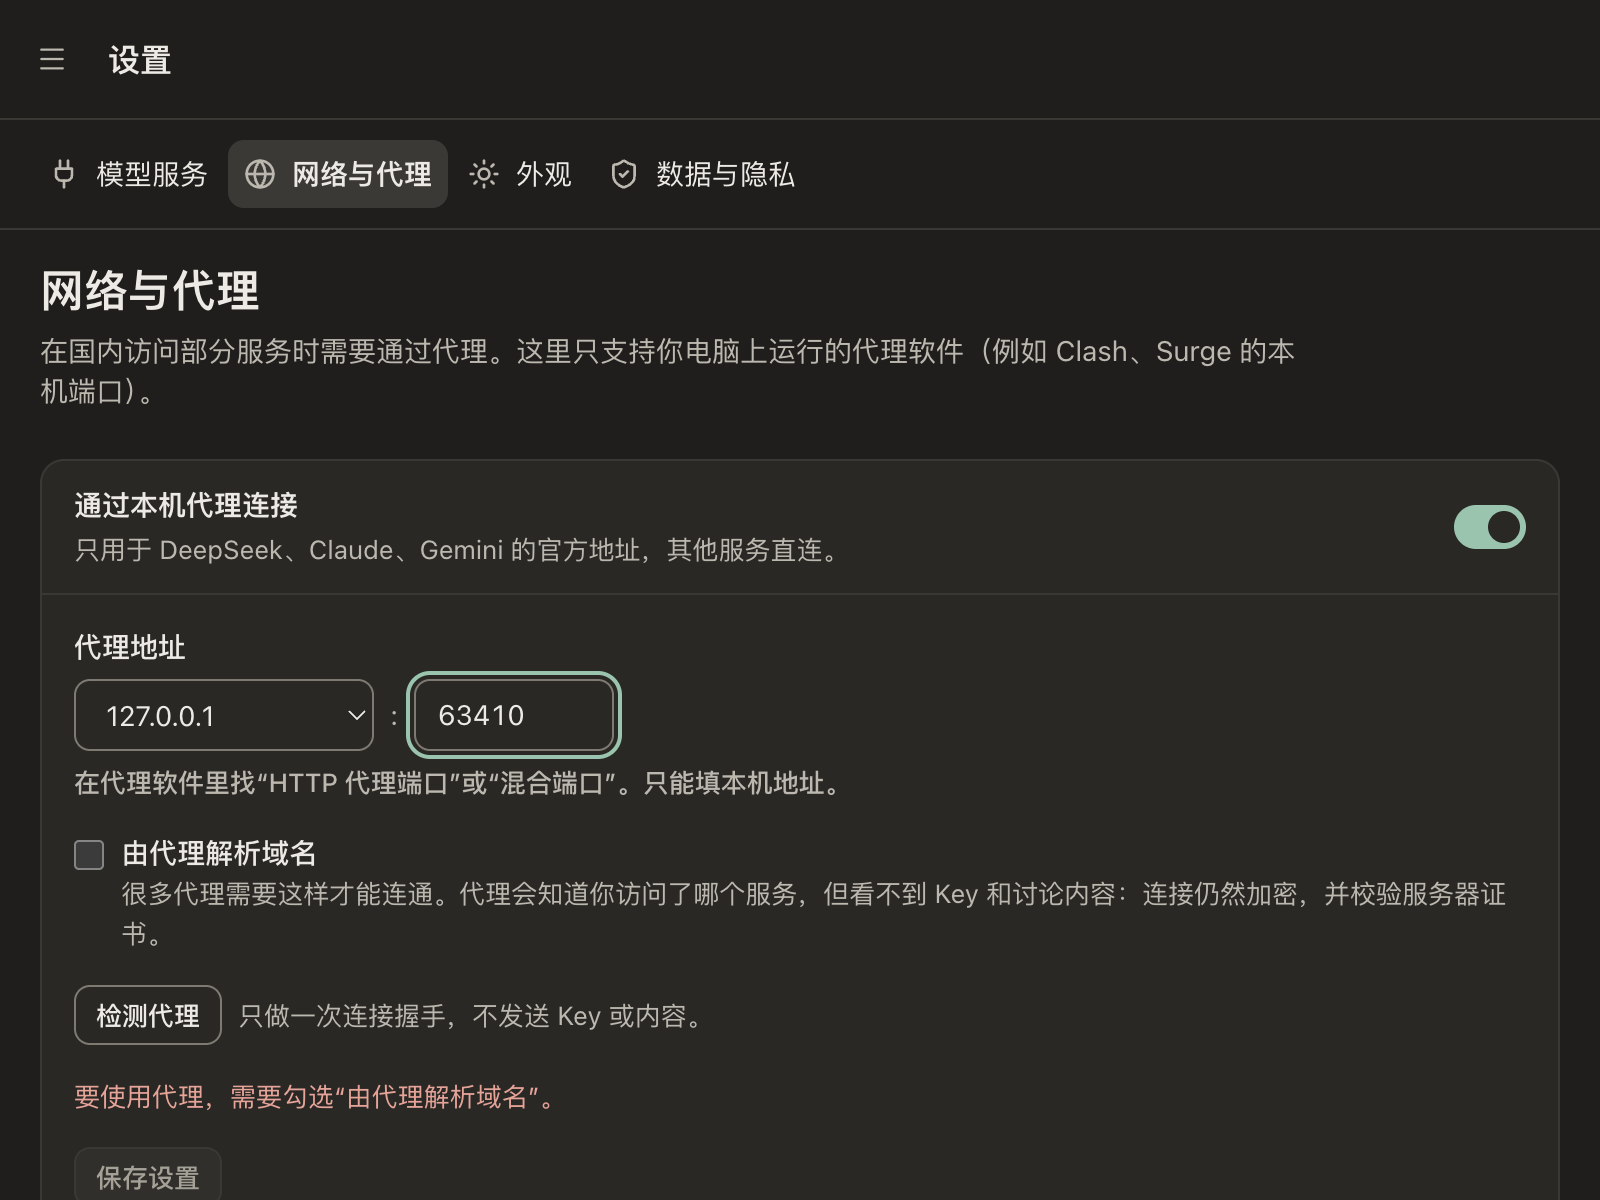 设置
模型服务
网络与代理
外观
数据与隐私
网络与代理
在国内访问部分服务时需要通过代理。这里只支持你电脑上运行的代理软件（例如 Clash、Surge 的本
机端口）。
通过本机代理连接
只用于 DeepSeek、Claude、Gemini 的官方地址，其他服务直连。
代理地址
127.0.0.1 : 63410
在代理软件里找“HTTP 代理端口”或“混合端口”。只能填本机地址。
由代理解析域名
很多代理需要这样才能连通。代理会知道你访问了哪个服务，但看不到 Key 和讨论内容：连接仍然加密，并校验服务器证
书。
检测代理 只做一次连接握手，不发送 Key 或内容。
要使用代理，需要勾选“由代理解析域名”。
保存设置